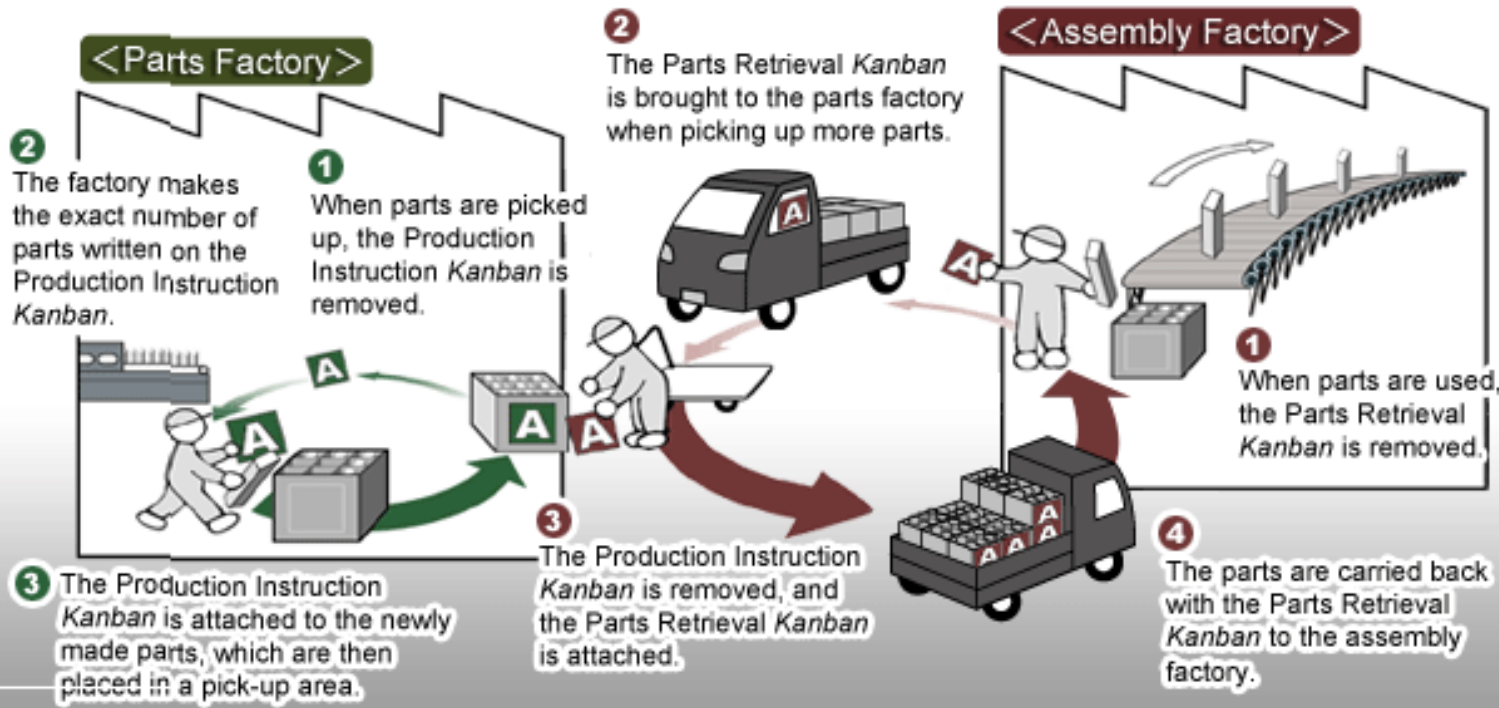 <Parts Factory>
2
The factory makes
the exact number of
parts written on the
Production Instruction
Kanban.
1
When parts are picked
up, the Production
Instruction Kanban is
removed.
A
A
A
A
3
The Production Instruction
Kanban is attached to the newly
made parts, which are then
placed in a pick-up area.
2
The Parts Retrieval Kanban
is brought to the parts factory
when picking up more parts.
A
3
The Production Instruction
Kanban is removed, and
the Parts Retrieval Kanban
is attached.
<Assembly Factory>
A
1
When parts are used,
the Parts Retrieval
Kanban is removed.
A
A A A
4
The parts are carried back
with the Parts Retrieval
Kanban to the assembly
factory.